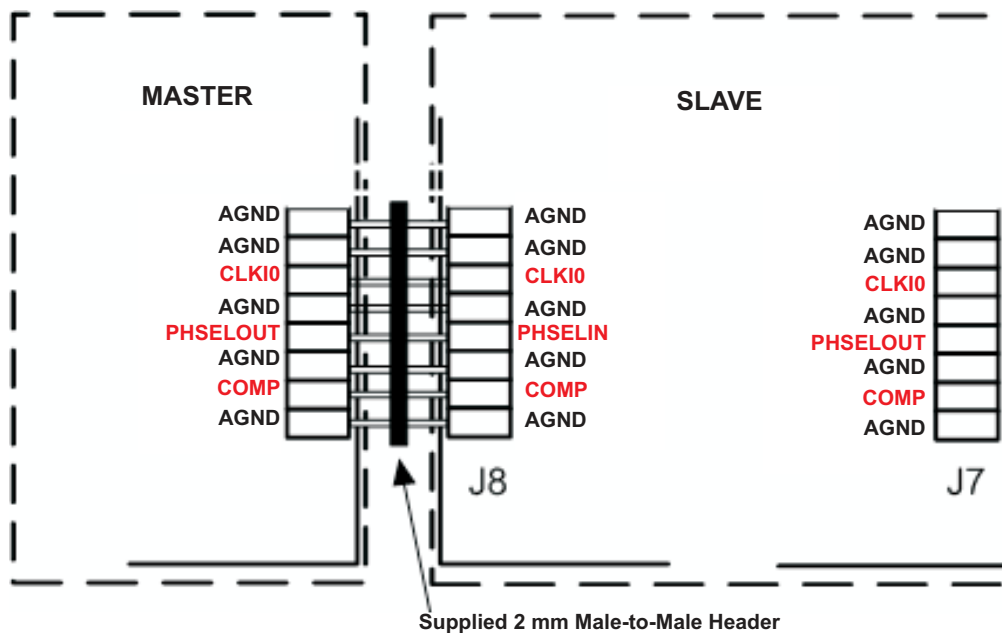 MASTER
SLAVE
AGND
AGND
CLKI0
AGND
PHSELOUT
AGND
COMP
AGND
AGND
AGND
CLKI0
AGND
PHSELIN
AGND
COMP
AGND
J8
AGND
AGND
CLKI0
AGND
PHSELOUT
AGND
COMP
AGND
J7
Supplied 2 mm Male-to-Male Header